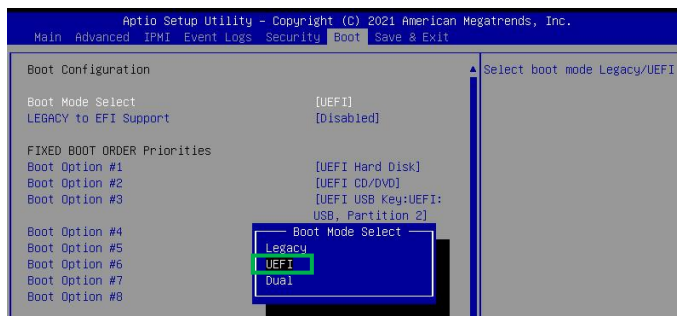 Aptio Setup Utility – Copyright (C) 2021 American Megatrends, Inc.
Main Advanced IPMI Event Logs Security Boot Save & Exit
Boot Configuration
Select boot mode Legacy/UEFI
Boot Mode Select [UEFI]
LEGACY to EFI Support [Disabled]
FIXED BOOT ORDER Priorities
Boot Option #1 [UEFI Hard Disk]
Boot Option #2 [UEFI CD/DVD]
Boot Option #3 [UEFI USB Key:UEFI:
USB, Partition 2]
Boot Option #4
Boot Option #5
Boot Option #6
Boot Option #7
Boot Option #8
Boot Mode Select
Legacy
UEFI
Dual